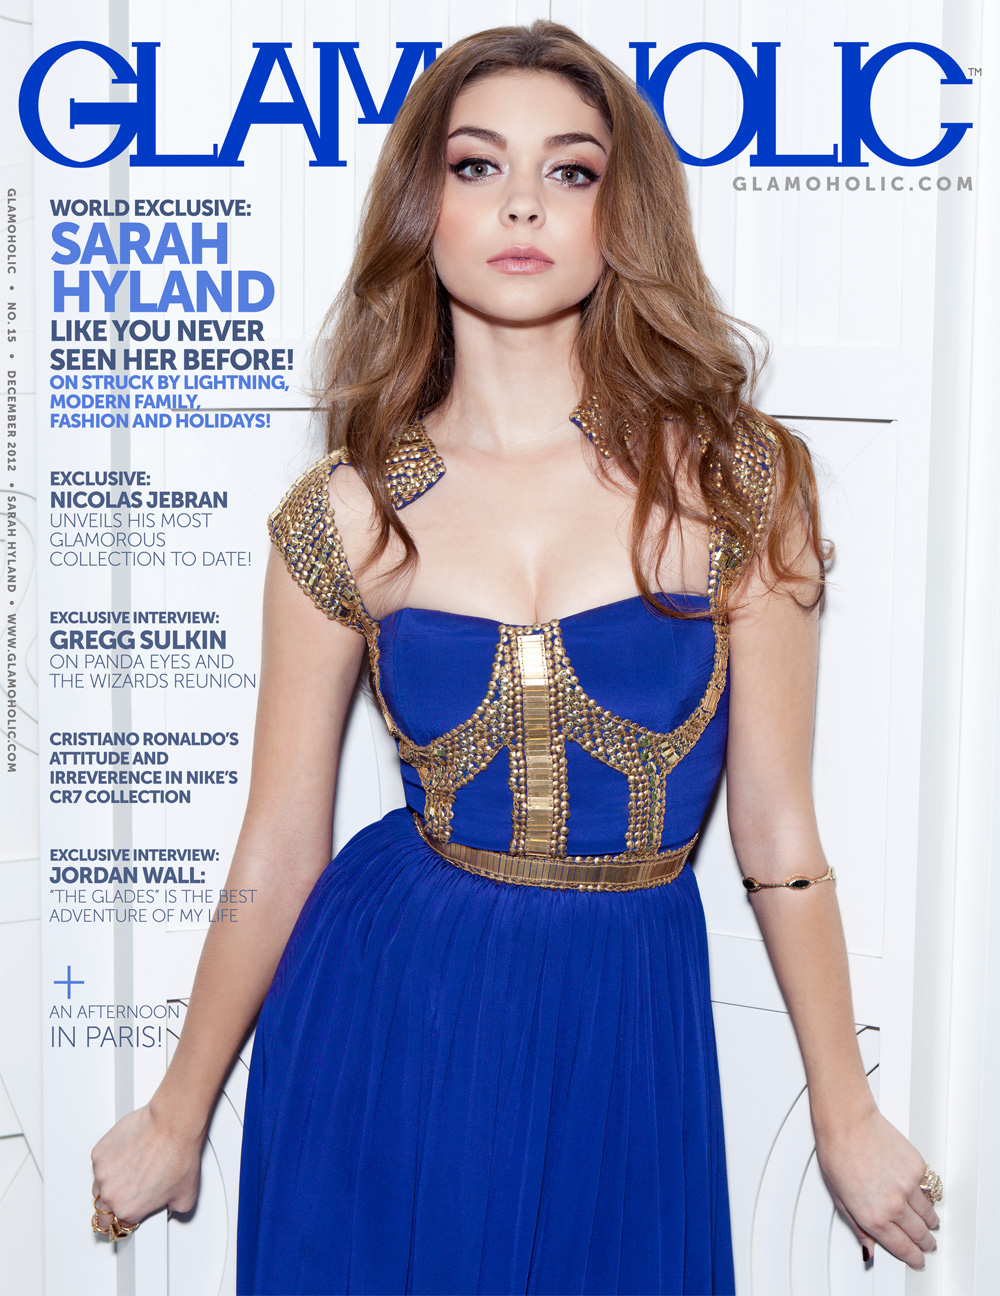 GLAMOHOLIC™
GLAMOHOLIC.COM
GLAMOHOLIC • NO. 15 • DECEMBER 2012 • SARAH HYLAND • WWW.GLAMOHOLIC.COM
WORLD EXCLUSIVE:
SARAH
HYLAND
LIKE YOU NEVER
SEEN HER BEFORE!
ON STRUCK BY LIGHTNING,
MODERN FAMILY,
FASHION AND HOLIDAYS!
EXCLUSIVE:
NICOLAS JEBRAN
UNVEILS HIS MOST
GLAMOROUS
COLLECTION TO DATE!
EXCLUSIVE INTERVIEW:
GREGG SULKIN
ON PANDA EYES AND
THE WIZARDS REUNION
CRISTIANO RONALDO'S
ATTITUDE AND
IRREVERENCE IN NIKE'S
CR7 COLLECTION
EXCLUSIVE INTERVIEW:
JORDAN WALL:
"THE GLADES" IS THE BEST
ADVENTURE OF MY LIFE
+
AN AFTERNOON
IN PARIS!